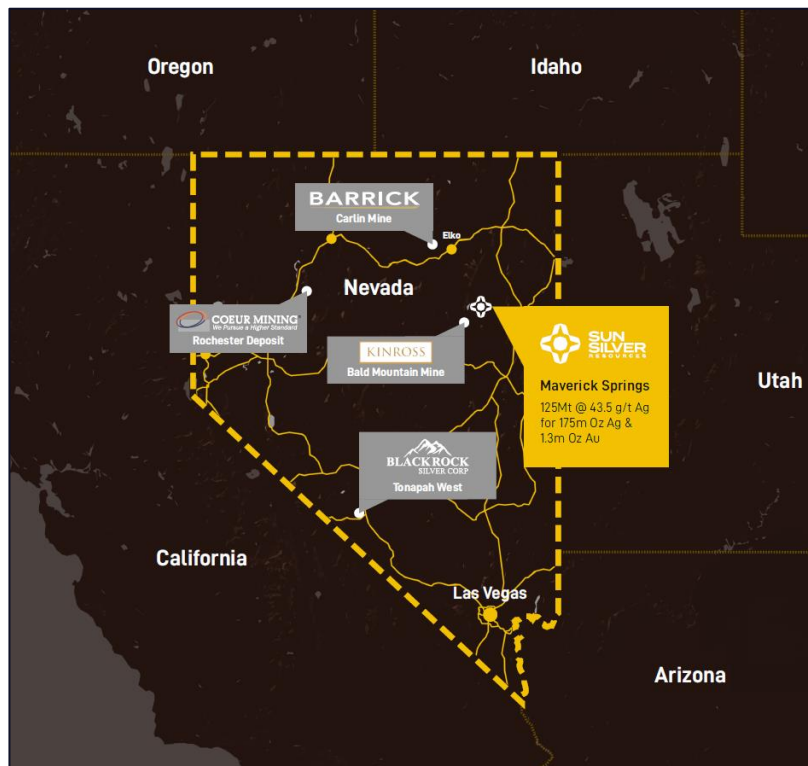 Oregon
Idaho
BARRICK
Carlin Mine
Elko
Nevada
COEUR MINING
We Pursue a Higher Standard
Rochester Deposit
KINROSS
Bald Mountain Mine
SUN
SILVER
RESOURCES
Maverick Springs
125Mt @ 43.5 g/t Ag
for 175m Oz Ag &
1.3m Oz Au
Utah
BLACKROCK
SILVER CORP
Tonapah West
California
Las Vegas
Arizona